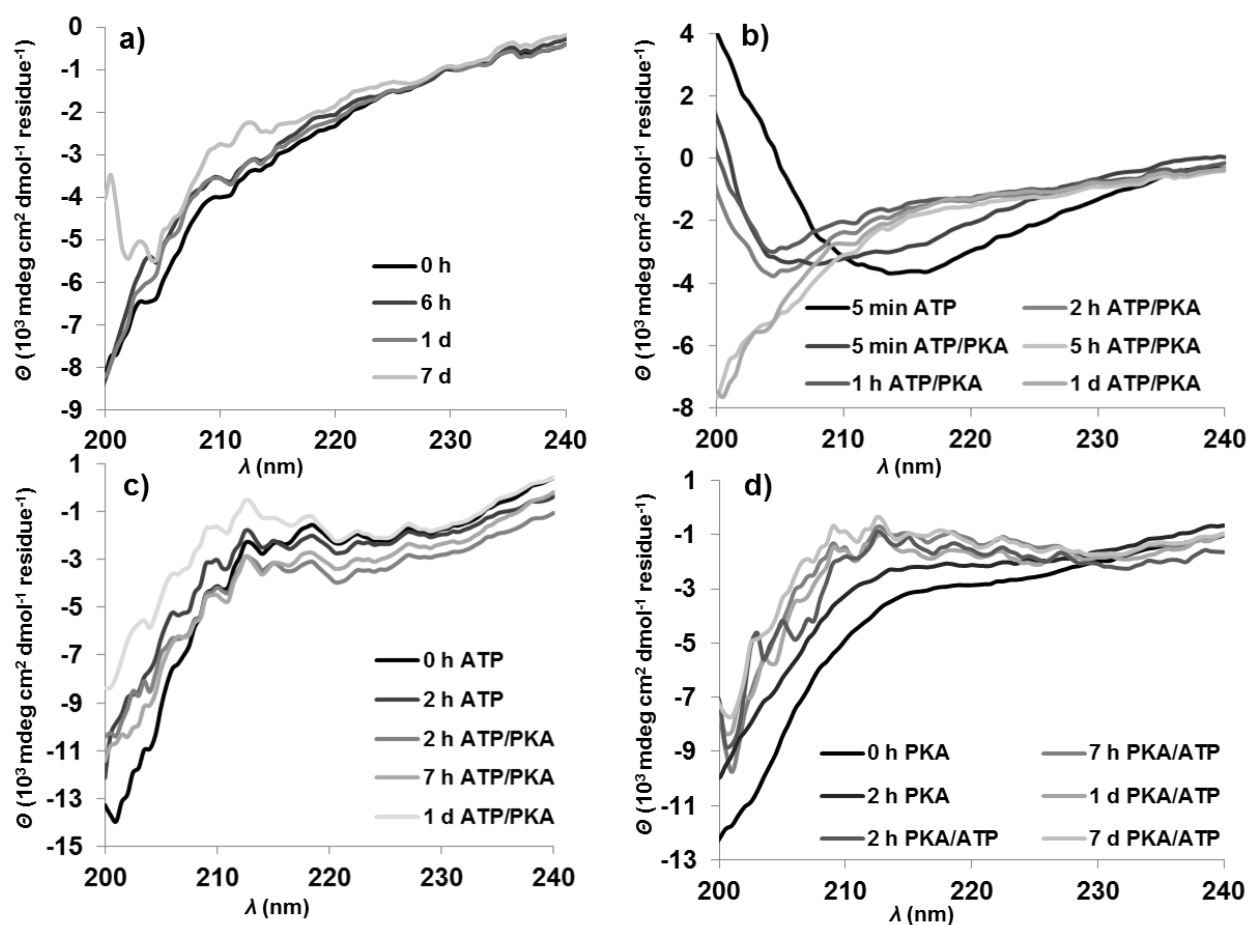 a)
0
-1
-2
-3
-4
-5
-6
-7
-8
-9
Θ (10³ mdeg cm² dmol⁻¹ residue⁻¹)
0 h
6 h
1 d
7 d
200 210 220 230 240
λ (nm)
b)
4
2
0
-2
-4
-6
-8
Θ (10³ mdeg cm² dmol⁻¹ residue⁻¹)
5 min ATP 2 h ATP/PKA
5 min ATP/PKA 5 h ATP/PKA
1 h ATP/PKA 1 d ATP/PKA
200 210 220 230 240
λ (nm)
c)
1
-1
-3
-5
-7
-9
-11
-13
-15
Θ (10³ mdeg cm² dmol⁻¹ residue⁻¹)
0 h ATP
2 h ATP
2 h ATP/PKA
7 h ATP/PKA
1 d ATP/PKA
200 210 220 230 240
λ (nm)
d)
1
-1
-3
-5
-7
-9
-11
-13
Θ (10³ mdeg cm² dmol⁻¹ residue⁻¹)
0 h PKA 7 h PKA/ATP
2 h PKA 1 d PKA/ATP
2 h PKA/ATP 7 d PKA/ATP
200 210 220 230 240
λ (nm)